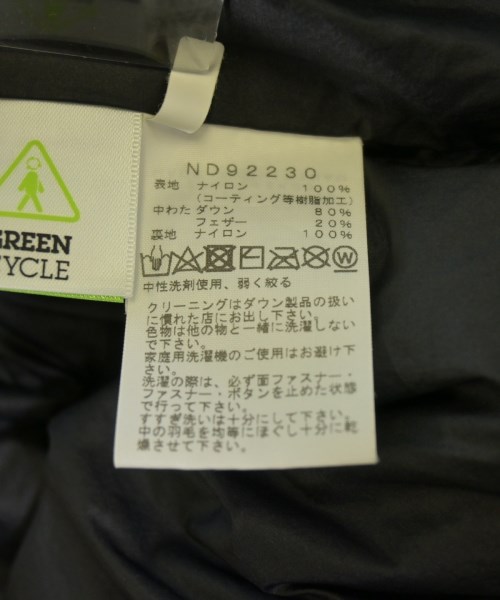 GREEN
CYCLE
ND92230
表地 ナイロン 100%
(コーティング等樹脂加工)
中わた ダウン 80%
フェザー 20%
裏地 ナイロン 100%
W
中性洗剤使用、弱く絞る
クリーニングはダウン製品の扱い
に慣れた店にお出し下さい。
色物は他の物と一緒に洗濯しない
で下さい。
家庭用洗濯機のご使用はお避け下
さい。
洗濯の際は、必ず面ファスナー・
ファスナー・ボタンを止めた状態
で行って下さい。
すすぎ洗いは十分にして下さい。
中の羽毛を均等にほぐし十分に乾
燥させて下さい。